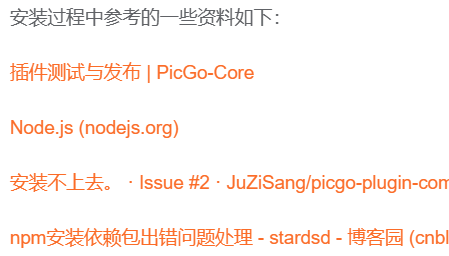 安装过程中参考的一些资料如下：
插件测试与发布 | PicGo-Core
Node.js (nodejs.org)
安装不上去。 · Issue #2 · JuZiSang/picgo-plugin-com
npm安装依赖包出错问题处理 - stardsd - 博客园 (cnbl